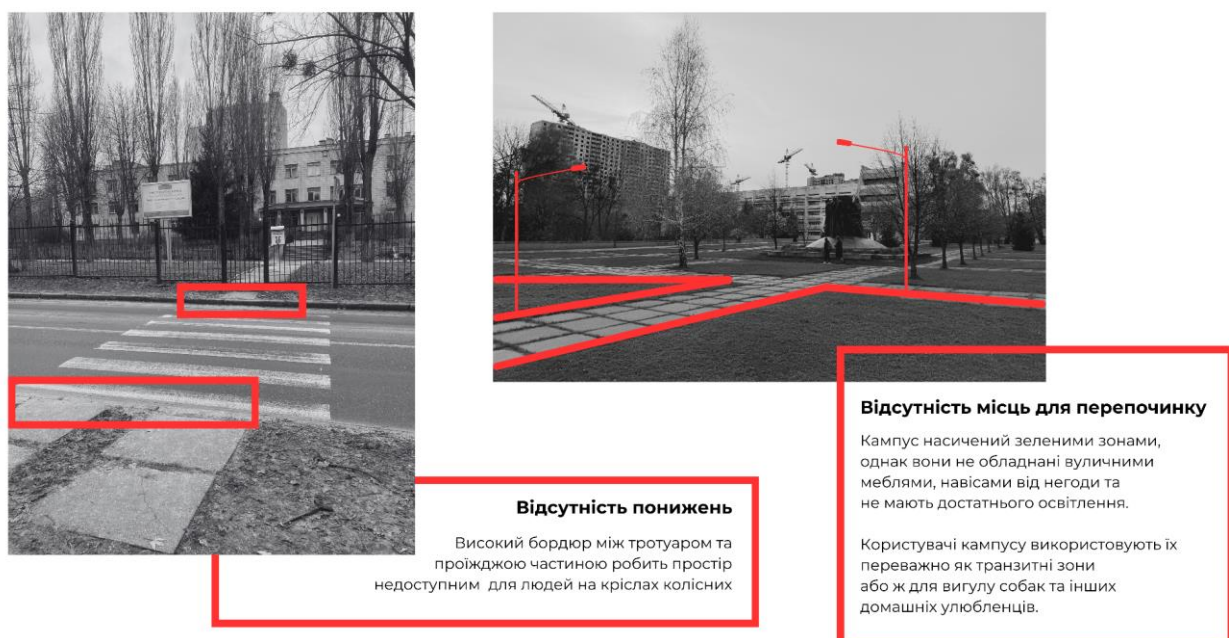 Відсутність понижень
Високий бордюр між тротуаром та
проїжджою частиною робить простір
недоступним для людей на кріслах колісних
Відсутність місць для перепочинку
Кампус насичений зеленими зонами,
однак вони не обладнані вуличними
меблями, навісами від негоди та
не мають достатнього освітлення.
Користувачі кампусу використовують їх
переважно як транзитні зони
або ж для вигулу собак та інших
домашніх улюбленців.